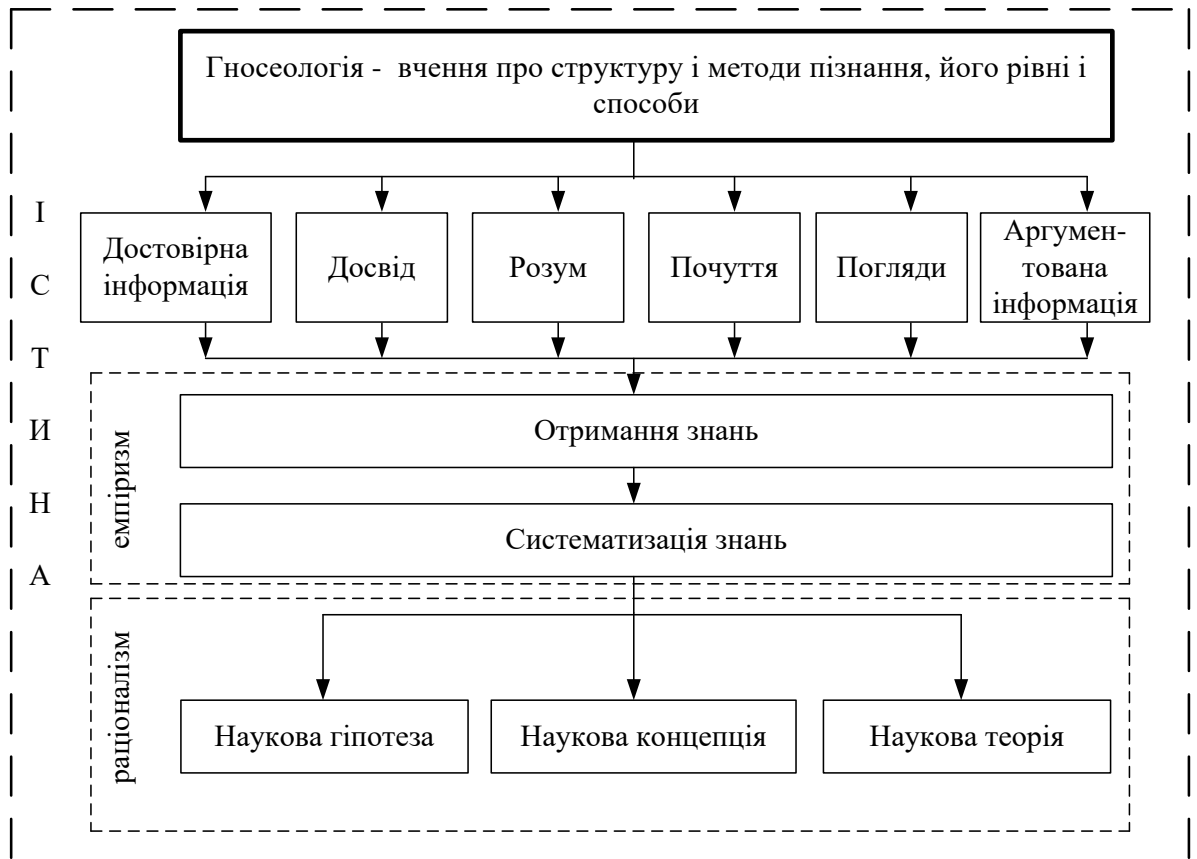 Гносеологія - вчення про структуру і методи пізнання, його рівні і
способи
І
С
Т
И
Н
А
Достовірна
інформація
Досвід
Розум
Почуття
Погляди
Аргумен-
тована
інформація
емпіризм
Отримання знань
Систематизація знань
раціоналізм
Наукова гіпотеза
Наукова концепція
Наукова теорія